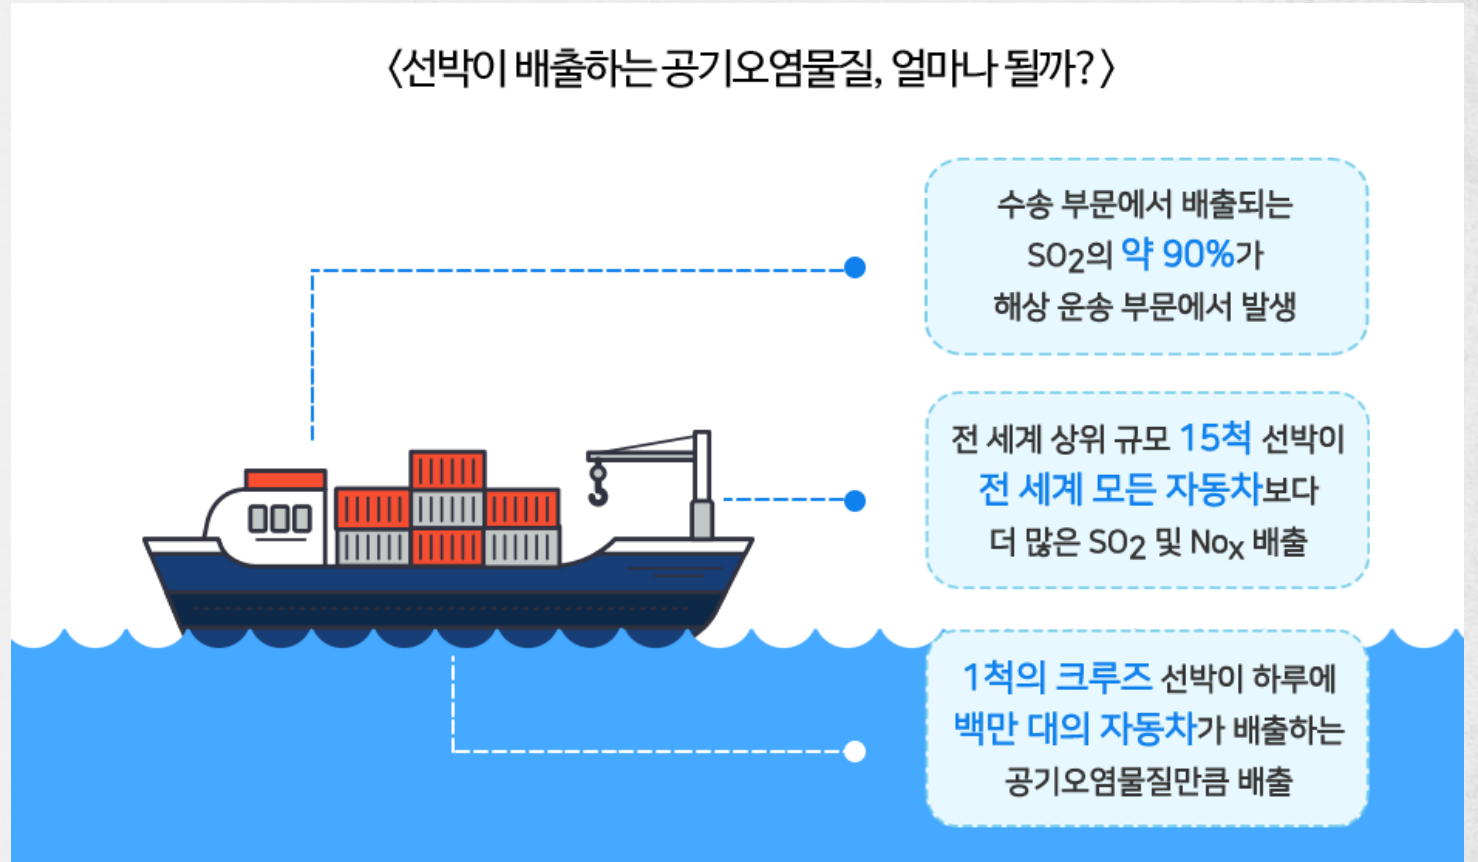 <선박이 배출하는 공기오염물질, 얼마나 될까?>
수송 부문에서 배출되는
SO2의 약 90%가
해상 운송 부문에서 발생
전 세계 상위 규모 15척 선박이
전 세계 모든 자동차보다
더 많은 SO2 및 Nox 배출
1척의 크루즈 선박이 하루에
백만 대의 자동차가 배출하는
공기오염물질만큼 배출